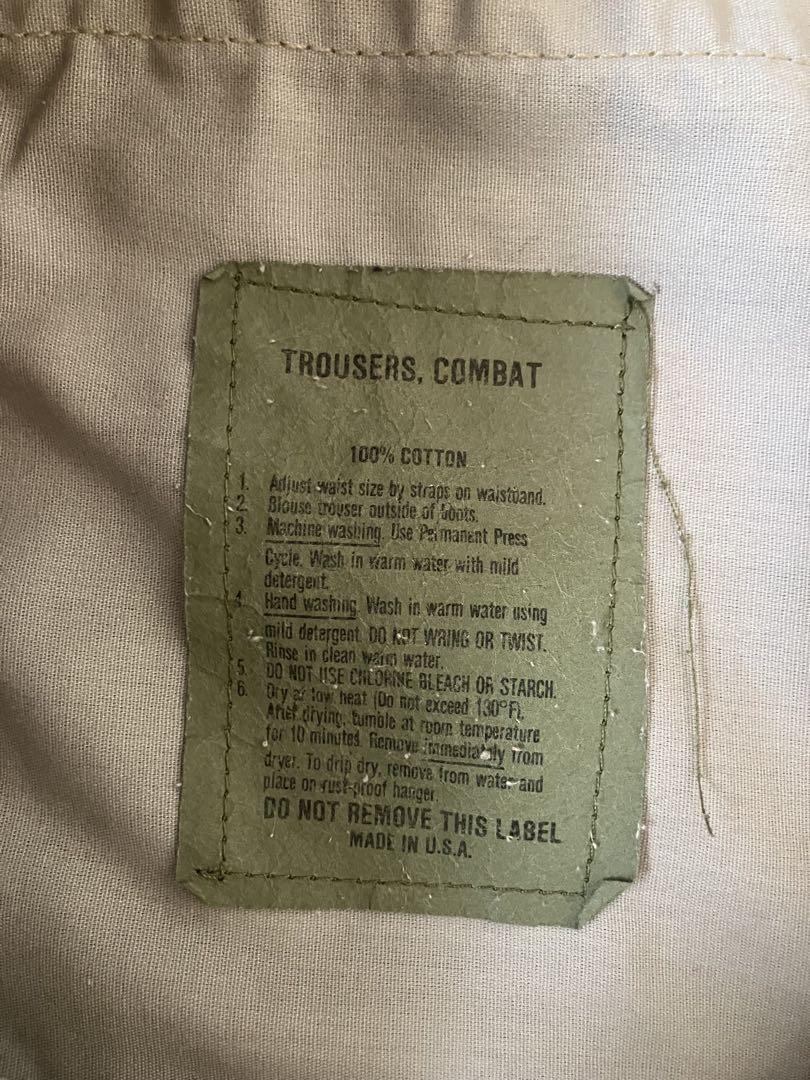 TROUSERS, COMBAT
100% COTTON
1. Adjust waist size by straps on waistband.
2. Blouse trouser outside of boots.
3. Machine washing. Use Permanent Press
Cycle. Wash in warm water with mild
detergent.
4. Hand washing. Wash in warm water using
mild detergent. DO NOT WRING OR TWIST.
Rinse in clean warm water.
5. DO NOT USE CHLORINE BLEACH OR STARCH.
6. Dry at low heat (Do not exceed 130°F).
After drying, tumble at room temperature
for 10 minutes. Remove immediately from
dryer. To drip dry, remove from water and
place on rust-proof hanger.
DO NOT REMOVE THIS LABEL
MADE IN U.S.A.